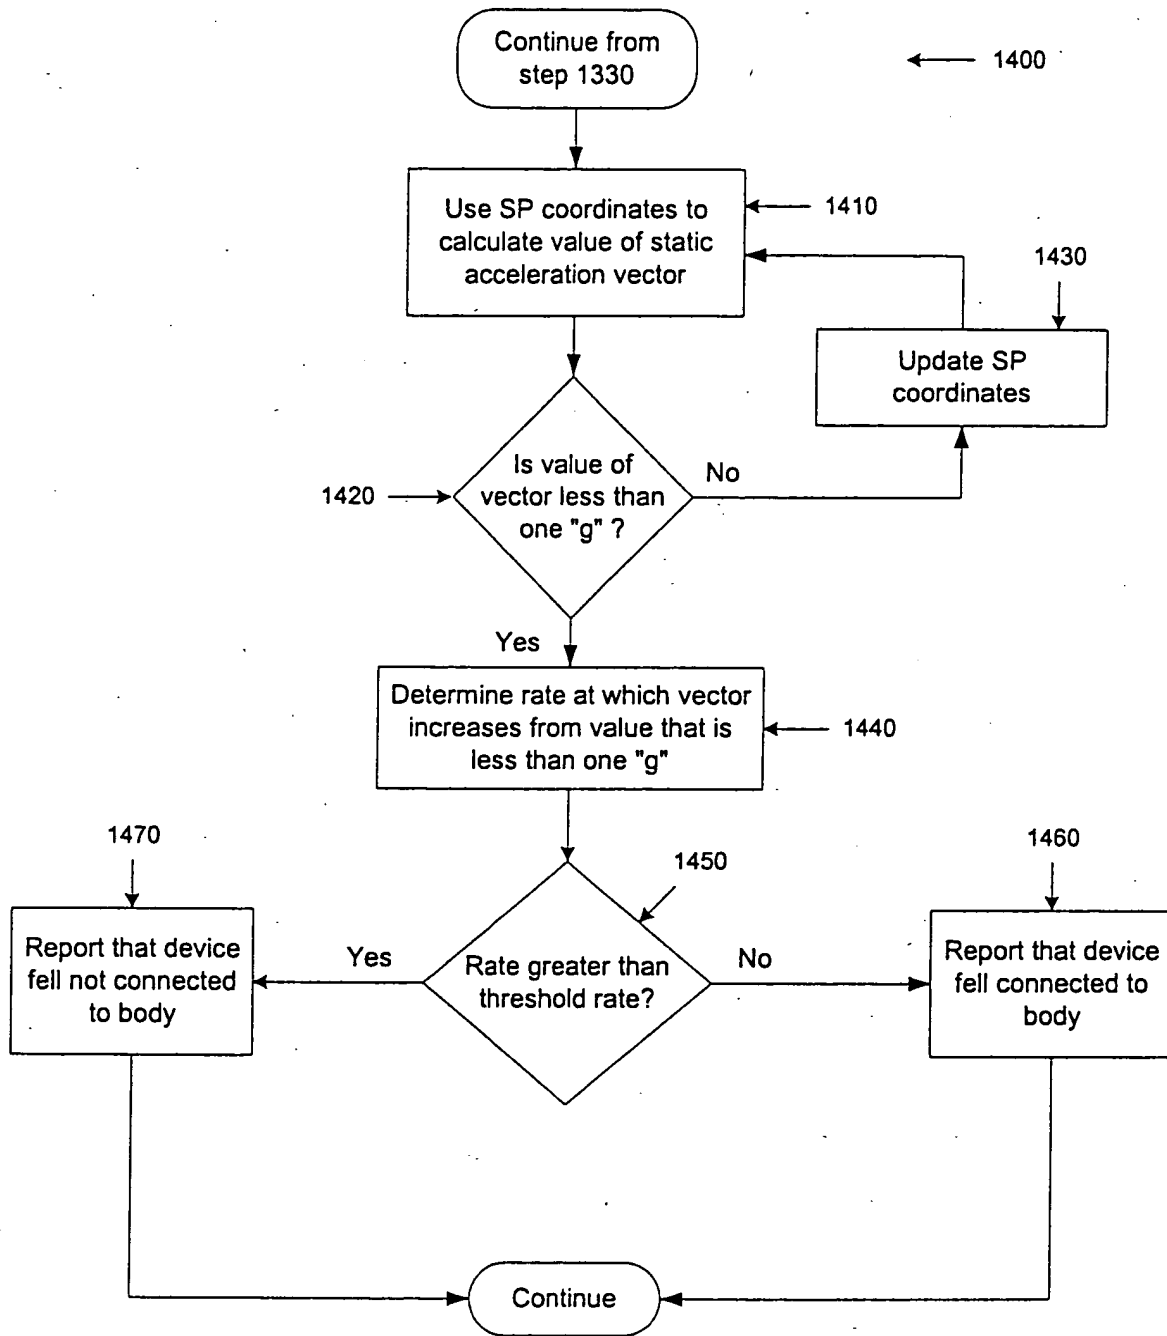 Continue from
step 1330
1400
Use SP coordinates to
calculate value of static
acceleration vector
1410
1430
Update SP
coordinates
Is value of
vector less than
one "g" ?
1420
No
Yes
Determine rate at which vector
increases from value that is
less than one "g"
1440
1470
1450
1460
Report that device
fell not connected
to body
Yes
Rate greater than
threshold rate?
No
Report that device
fell connected to
body
Continue